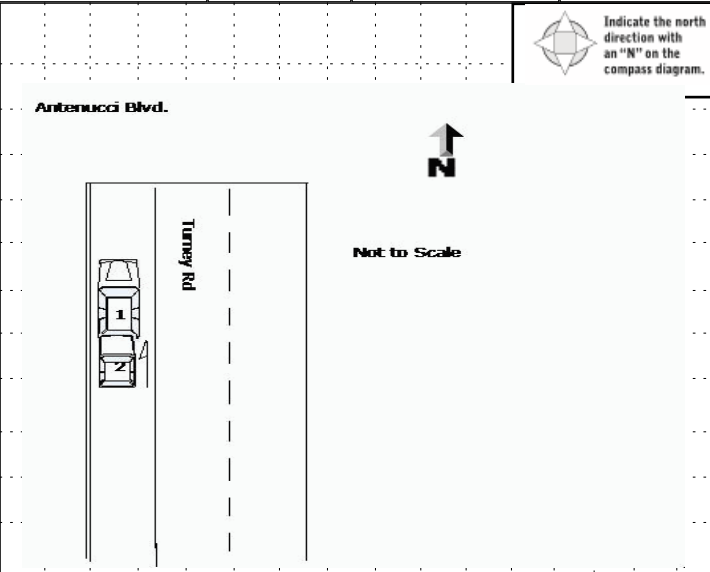 Indicate the north
direction with
an “N” on the
compass diagram.
Antenucci Blvd.
N
Turney Rd
Not to Scale
1
2